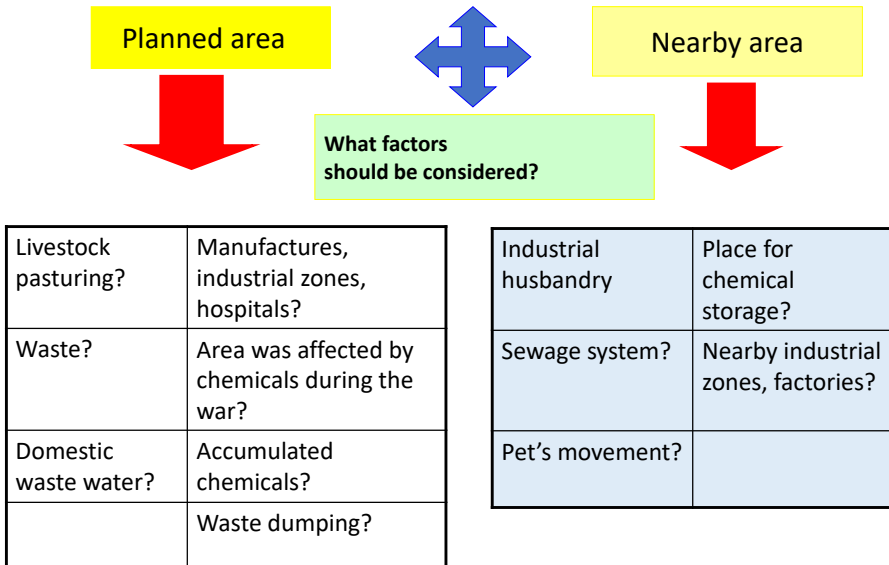 Planned area
Nearby area
What factors
should be considered?
Livestock
pasturing?
Manufactures,
industrial zones,
hospitals?
Waste?
Area was affected by
chemicals during the
war?
Domestic
waste water?
Accumulated
chemicals?
Waste dumping?
Industrial
husbandry
Place for
chemical
storage?
Sewage system?
Nearby industrial
zones, factories?
Pet's movement?